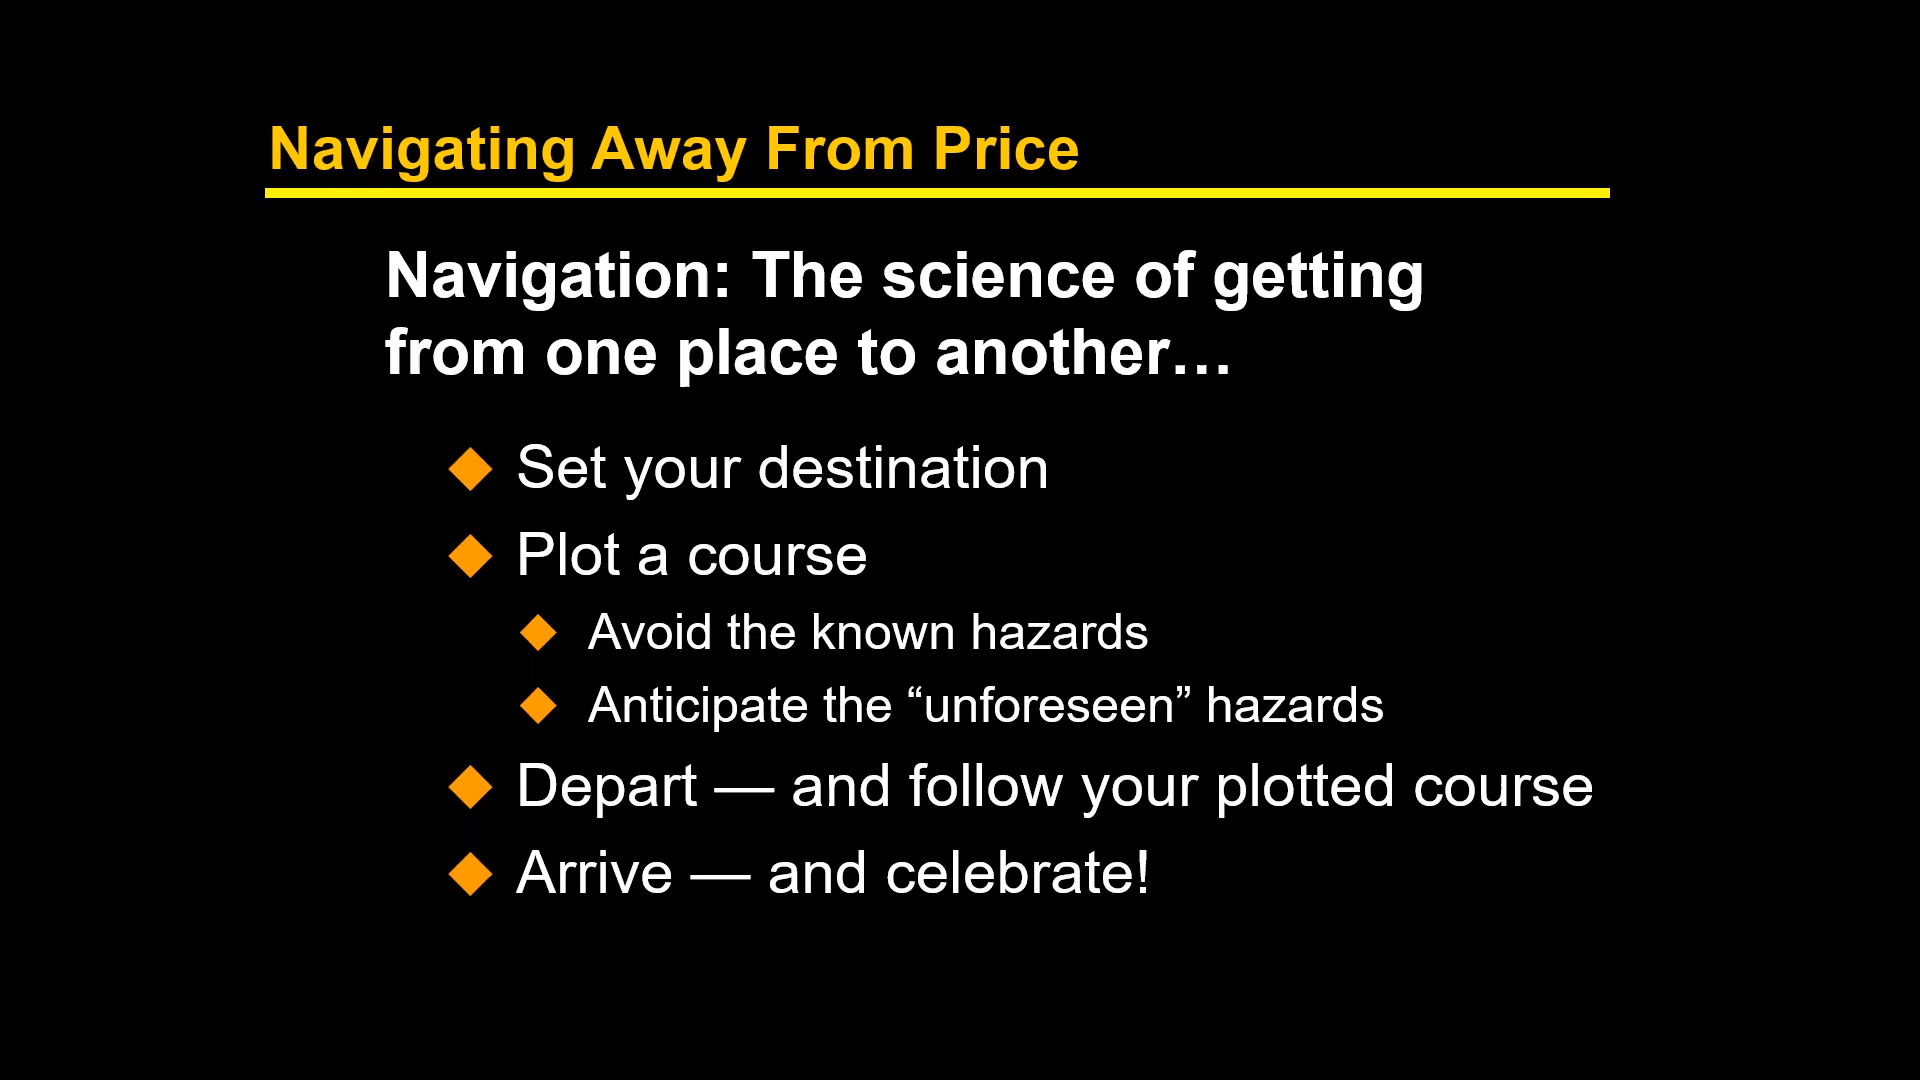 Navigating Away From Price
Navigation: The science of getting
from one place to another…
Set your destination
Plot a course
Avoid the known hazards
Anticipate the “unforeseen” hazards
Depart — and follow your plotted course
Arrive — and celebrate!